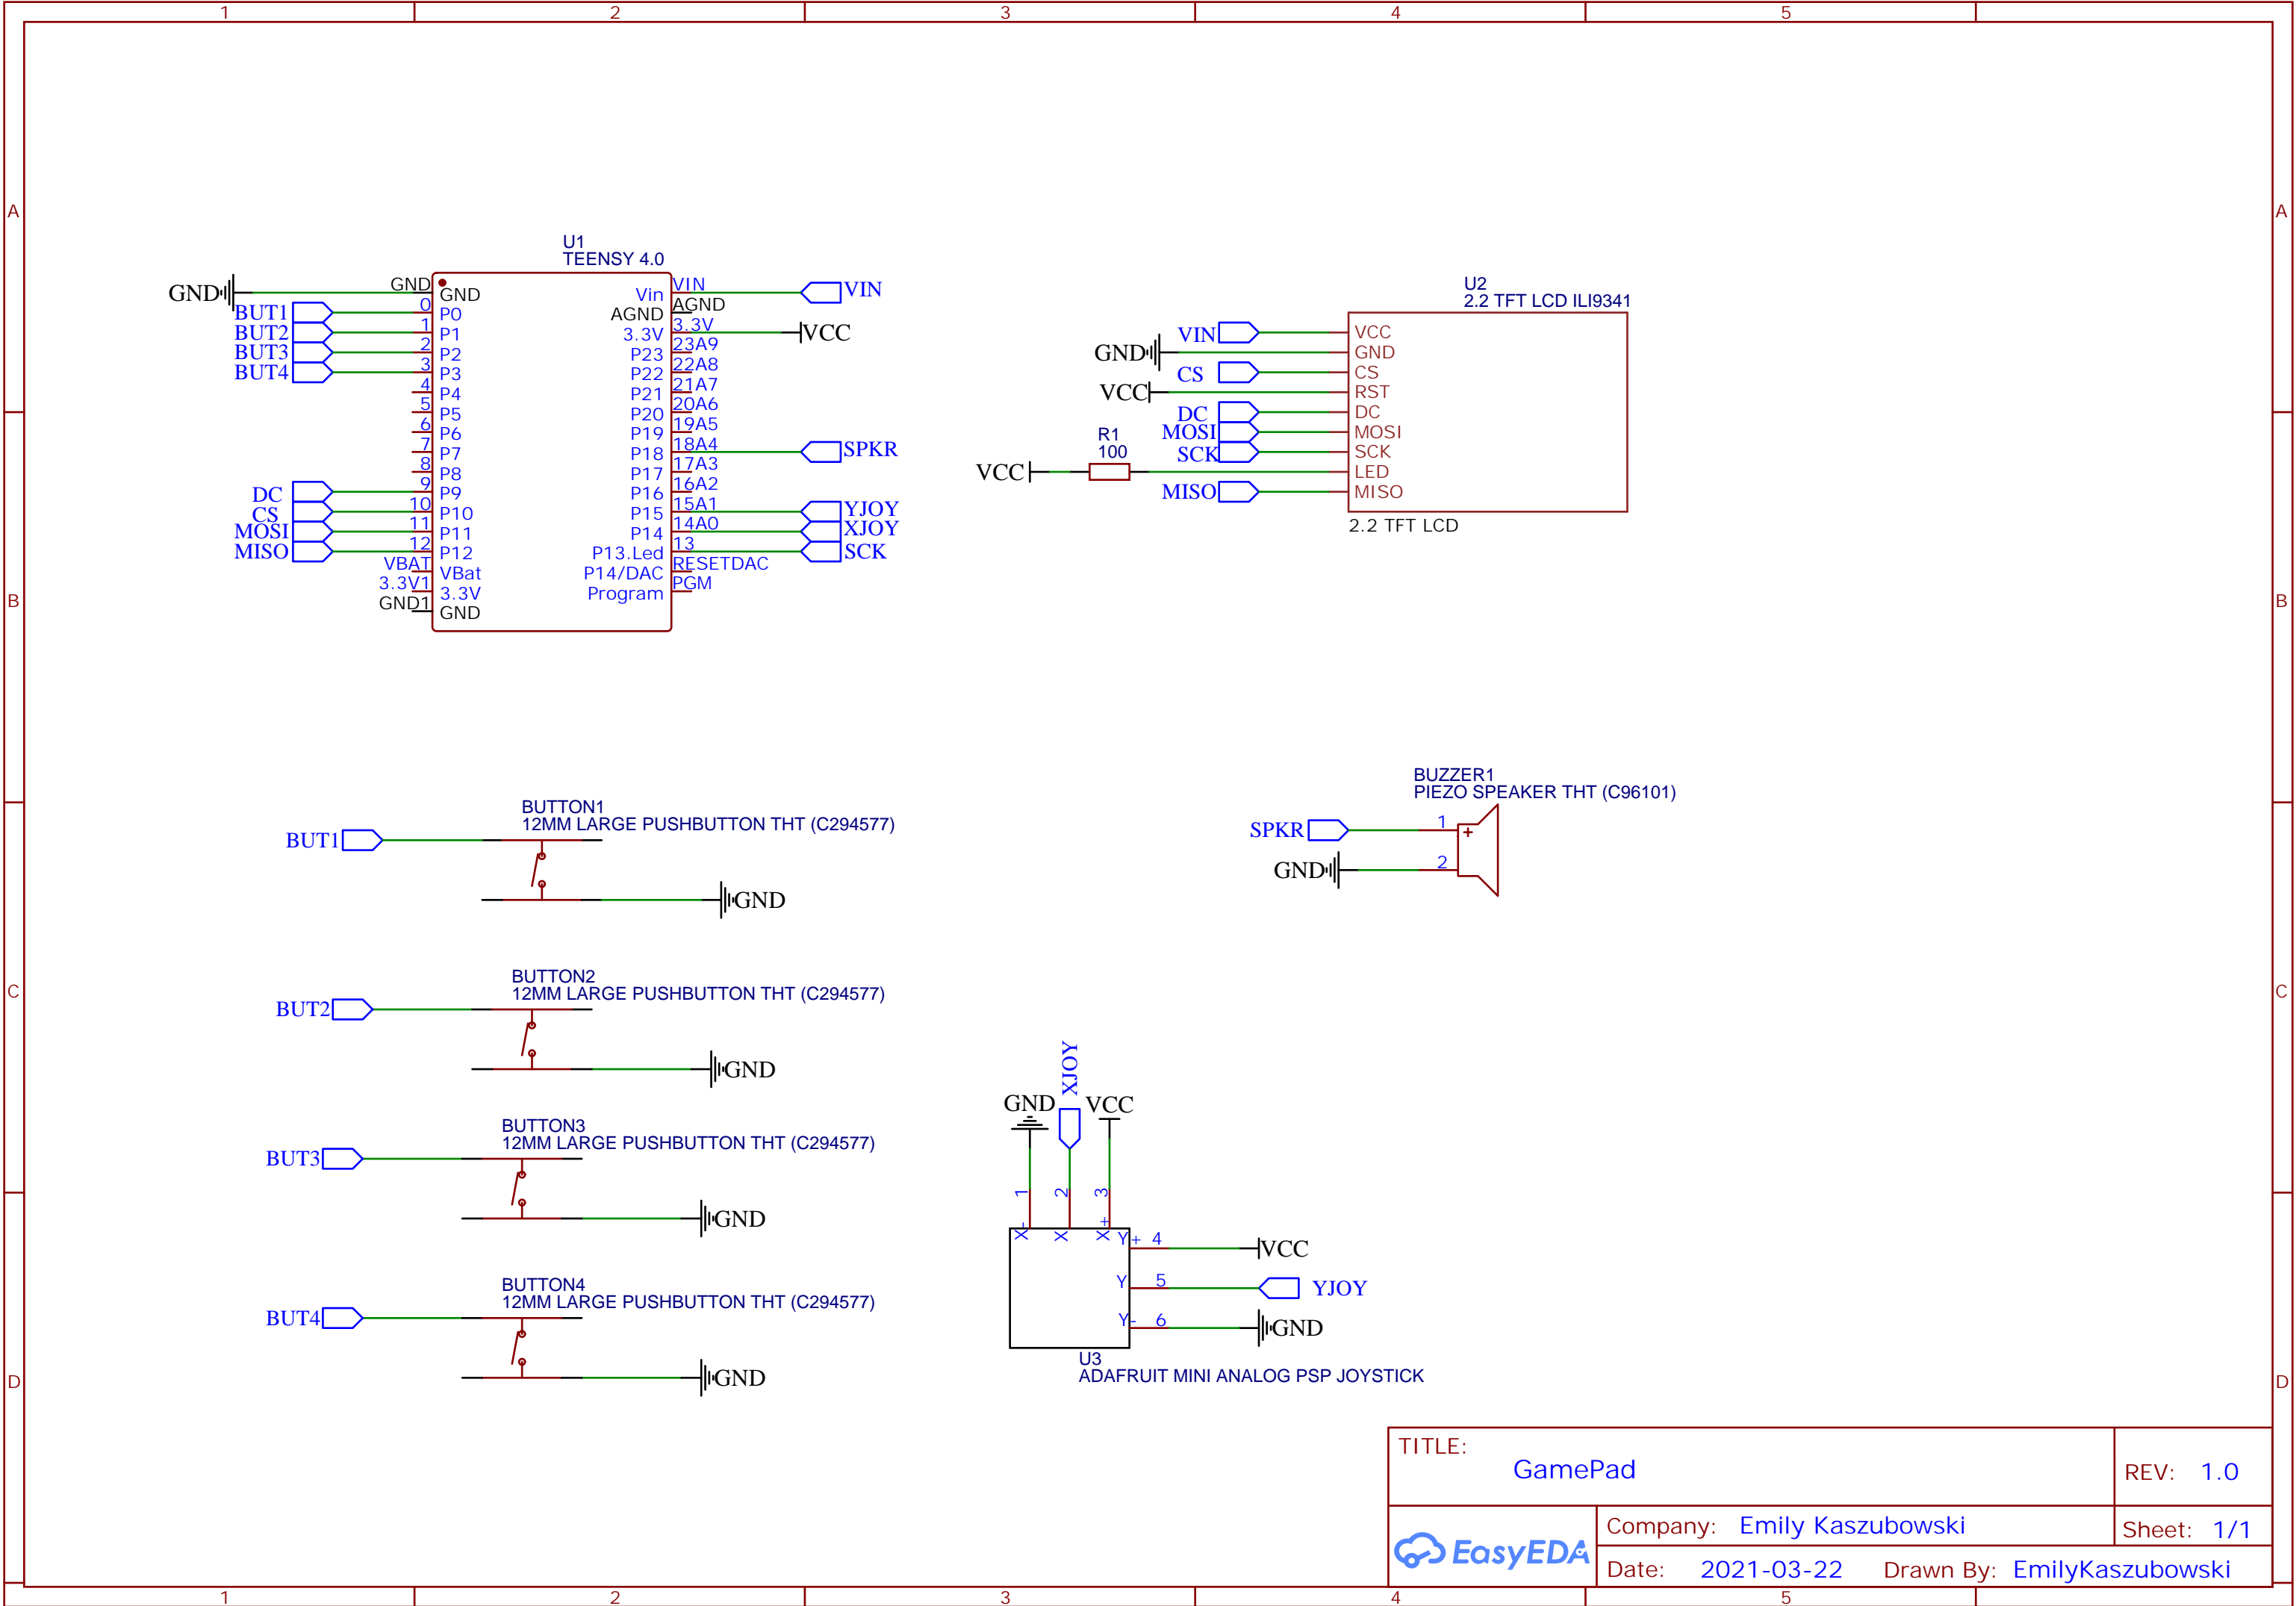 1 2 3 4 5
A A
B B
C C
D D
U1
TEENSY 4.0
GND
BUT1
BUT2
BUT3
BUT4
DC
CS
MOSI
MISO
GND
0
1
2
3
4
5
6
7
8
9
10
11
12
VBAT
3.3V1
GND1
GND
P0
P1
P2
P3
P4
P5
P6
P7
P8
P9
P10
P11
P12
VBat
3.3V
GND
Vin
AGND
3.3V
P23
P22
P21
P20
P19
P18
P17
P16
P15
P14
P13.Led
P14/DAC
Program
VIN
AGND
3.3V
23A9
22A8
21A7
20A6
19A5
18A4
17A3
16A2
15A1
14A0
13
RESETDAC
PGM
VIN
VCC
SPKR
YJOY
XJOY
SCK
U2
2.2 TFT LCD ILI9341
VIN
GND
CS
VCC
DC
MOSI
SCK
VCC
R1
100
MISO
VCC
GND
CS
RST
DC
MOSI
SCK
LED
MISO
2.2 TFT LCD
BUTTON1
12MM LARGE PUSHBUTTON THT (C294577)
BUT1
GND
BUTTON2
12MM LARGE PUSHBUTTON THT (C294577)
BUT2
GND
BUTTON3
12MM LARGE PUSHBUTTON THT (C294577)
BUT3
GND
BUTTON4
12MM LARGE PUSHBUTTON THT (C294577)
BUT4
GND
BUZZER1
PIEZO SPEAKER THT (C96101)
SPKR
1
+
GND
2
XJOY
GND
VCC
1
2
3
X-
X
X+
Y+ 4
VCC
Y 5
YJOY
Y- 6
GND
U3
ADAFRUIT MINI ANALOG PSP JOYSTICK
TITLE:
GamePad
REV: 1.0
EasyEDA
Company: Emily Kaszubowski
Sheet: 1/1
Date: 2021-03-22 Drawn By: EmilyKaszubowski
1 2 3 4 5